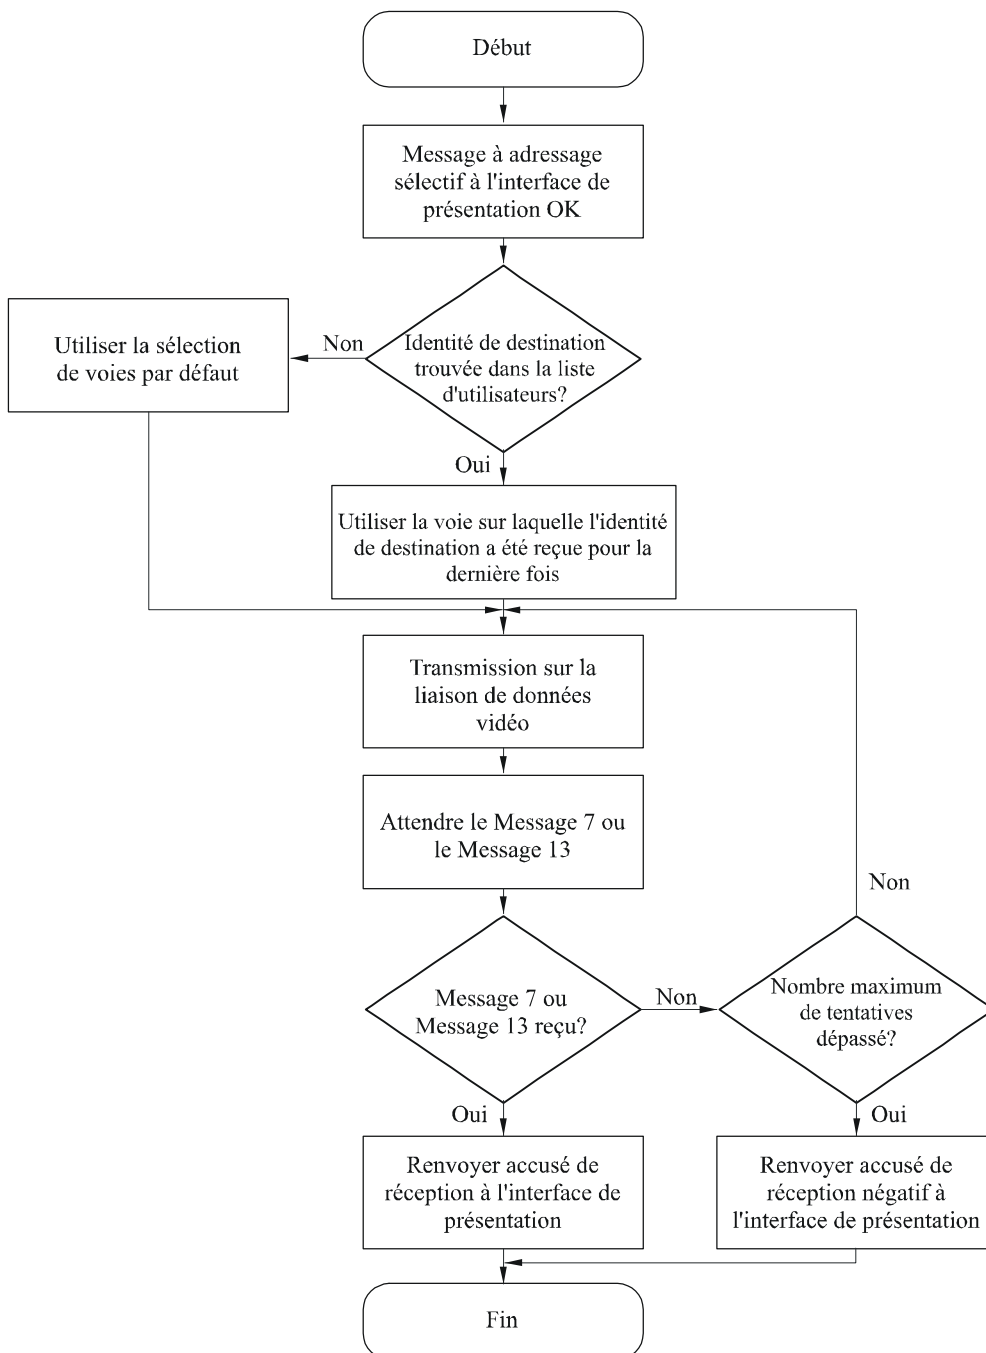 Début
Message à adressage
sélectif à l'interface de
présentation OK
Utiliser la sélection
de voies par défaut
Non
Identité de destination
trouvée dans la liste
d'utilisateurs?
Oui
Utiliser la voie sur laquelle l'identité
de destination a été reçue pour la
dernière fois
Transmission sur la
liaison de données
vidéo
Attendre le Message 7 ou
le Message 13
Non
Message 7 ou
Message 13 reçu?
Non
Nombre maximum
de tentatives
dépassé?
Oui
Oui
Renvoyer accusé de
réception à l'interface de
présentation
Renvoyer accusé de
réception négatif à
l'interface de présentation
Fin